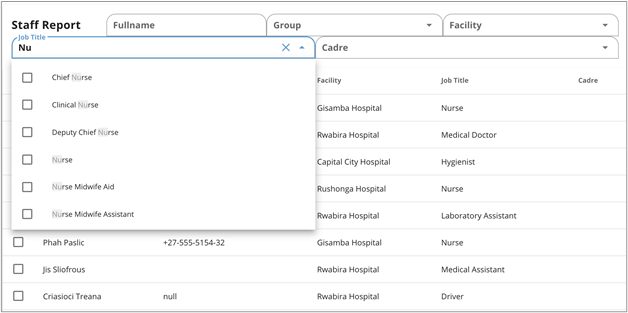 Staff Report
Fullname
Group
Facility
Job Title
Nu
Cadre
Facility Job Title Cadre
Chief Nurse
Clinical Nurse
Deputy Chief Nurse
Nurse
Nurse Midwife Aid
Nurse Midwife Assistant
Gisamba Hospital Nurse
Rwabira Hospital Medical Doctor
Capital City Hospital Hygienist
Rushonga Hospital Nurse
Rwabira Hospital Laboratory Assistant
Phah Paslic +27-555-5154-32 Gisamba Hospital Nurse
Jis Sliofrous Rwabira Hospital Medical Assistant
Criasioci Treana null Rwabira Hospital Driver